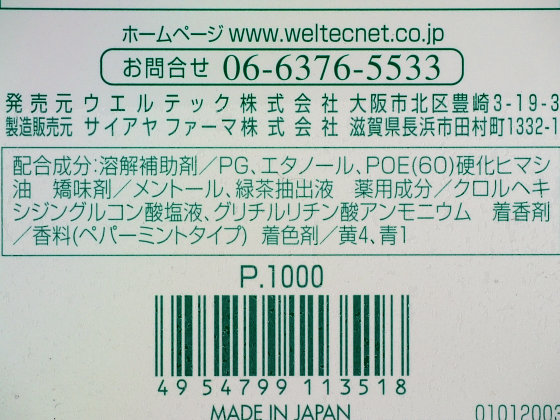 ホームページ www.weltecnet.co.jp
お問合せ 06-6376-5533
発売元 ウエルテック株式会社 大阪市北区豊崎3-19-3
製造販売元 サイアヤファーマ株式会社 滋賀県長浜市田村町1332-1
配合成分:溶解補助剤/PG、エタノール、POE(60)硬化ヒマシ
油 矯味剤/メントール、緑茶抽出液 薬用成分/クロルヘキ
シジングルコン酸塩液、グリチルリチン酸アンモニウム 着香剤
/香料(ペパーミントタイプ) 着色剤/黄4、青1
P.1000
4 954799 113518
MADE IN JAPAN
01012003